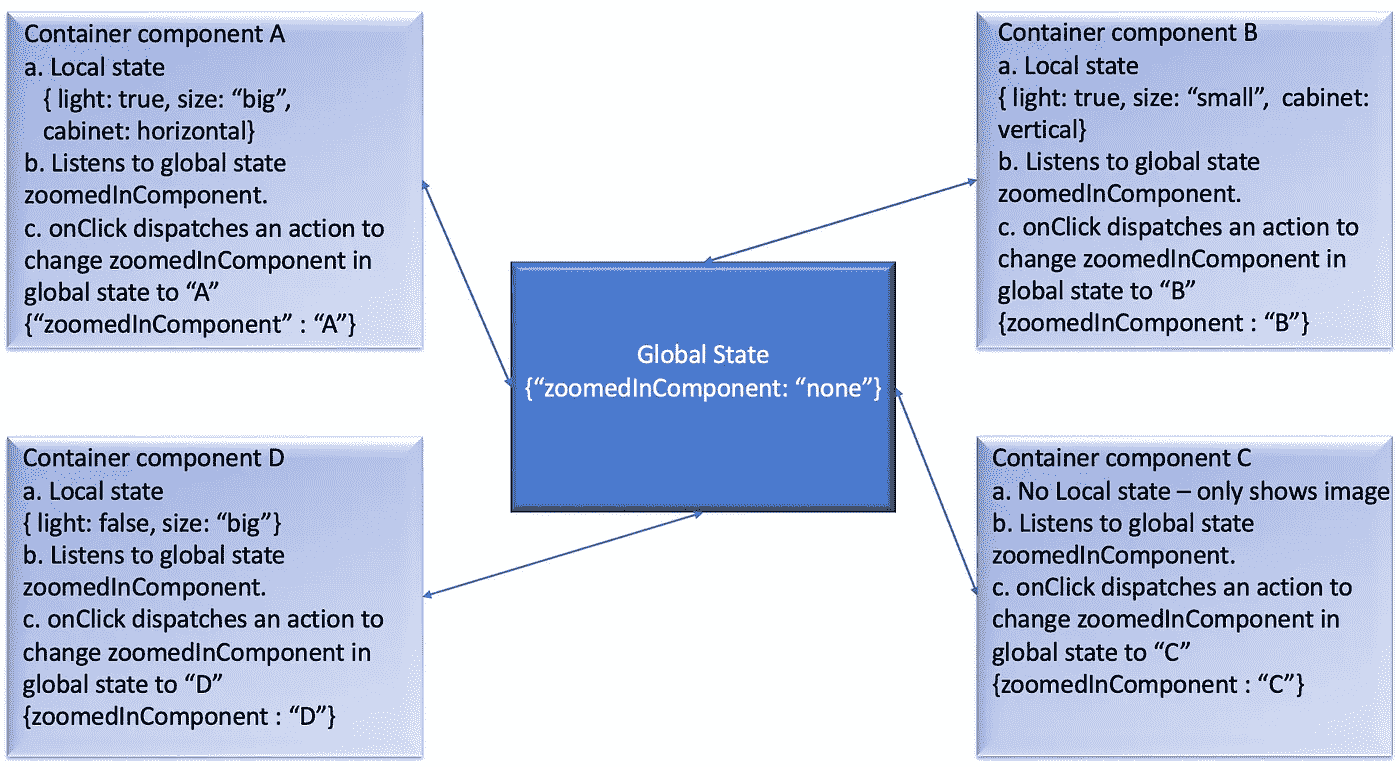 Container component A
a. Local state
{ light: true, size: “big”,
cabinet: horizontal}
b. Listens to global state
zoomedInComponent.
c. onClick dispatches an action to
change zoomedInComponent in
global state to “A”
{“zoomedInComponent” : “A”}
Container component B
a. Local state
{ light: true, size: “small”,  cabinet:
vertical}
b. Listens to global state
zoomedInComponent.
c. onClick dispatches an action to
change zoomedInComponent in
global state to “B”
{zoomedInComponent : “B”}
Global State
{“zoomedInComponent: “none”}
Container component D
a. Local state
{ light: false, size: “big”}
b. Listens to global state
zoomedInComponent.
c. onClick dispatches an action to
change zoomedInComponent in
global state to “D”
{zoomedInComponent : “D”}
Container component C
a. No Local state – only shows image
b. Listens to global state
zoomedInComponent.
c. onClick dispatches an action to
change zoomedInComponent in
global state to “C”
{zoomedInComponent : “C”}